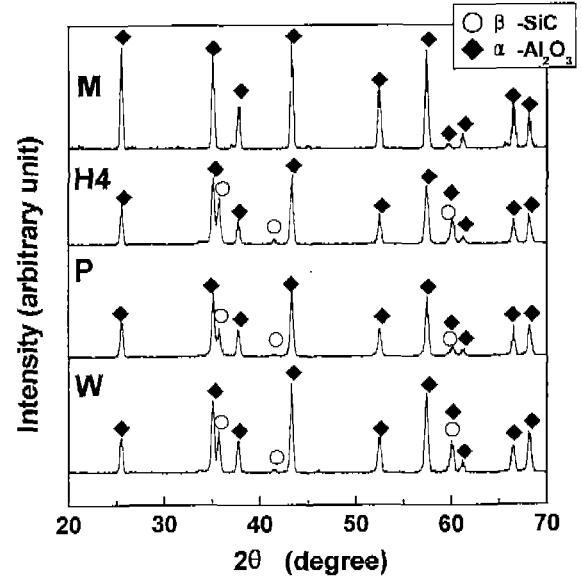 ○ β -SiC
◆ α -Al₂O₃
M
H4
P
W
Intensity (arbitrary unit)
20 30 40 50 60 70
2θ (degree)